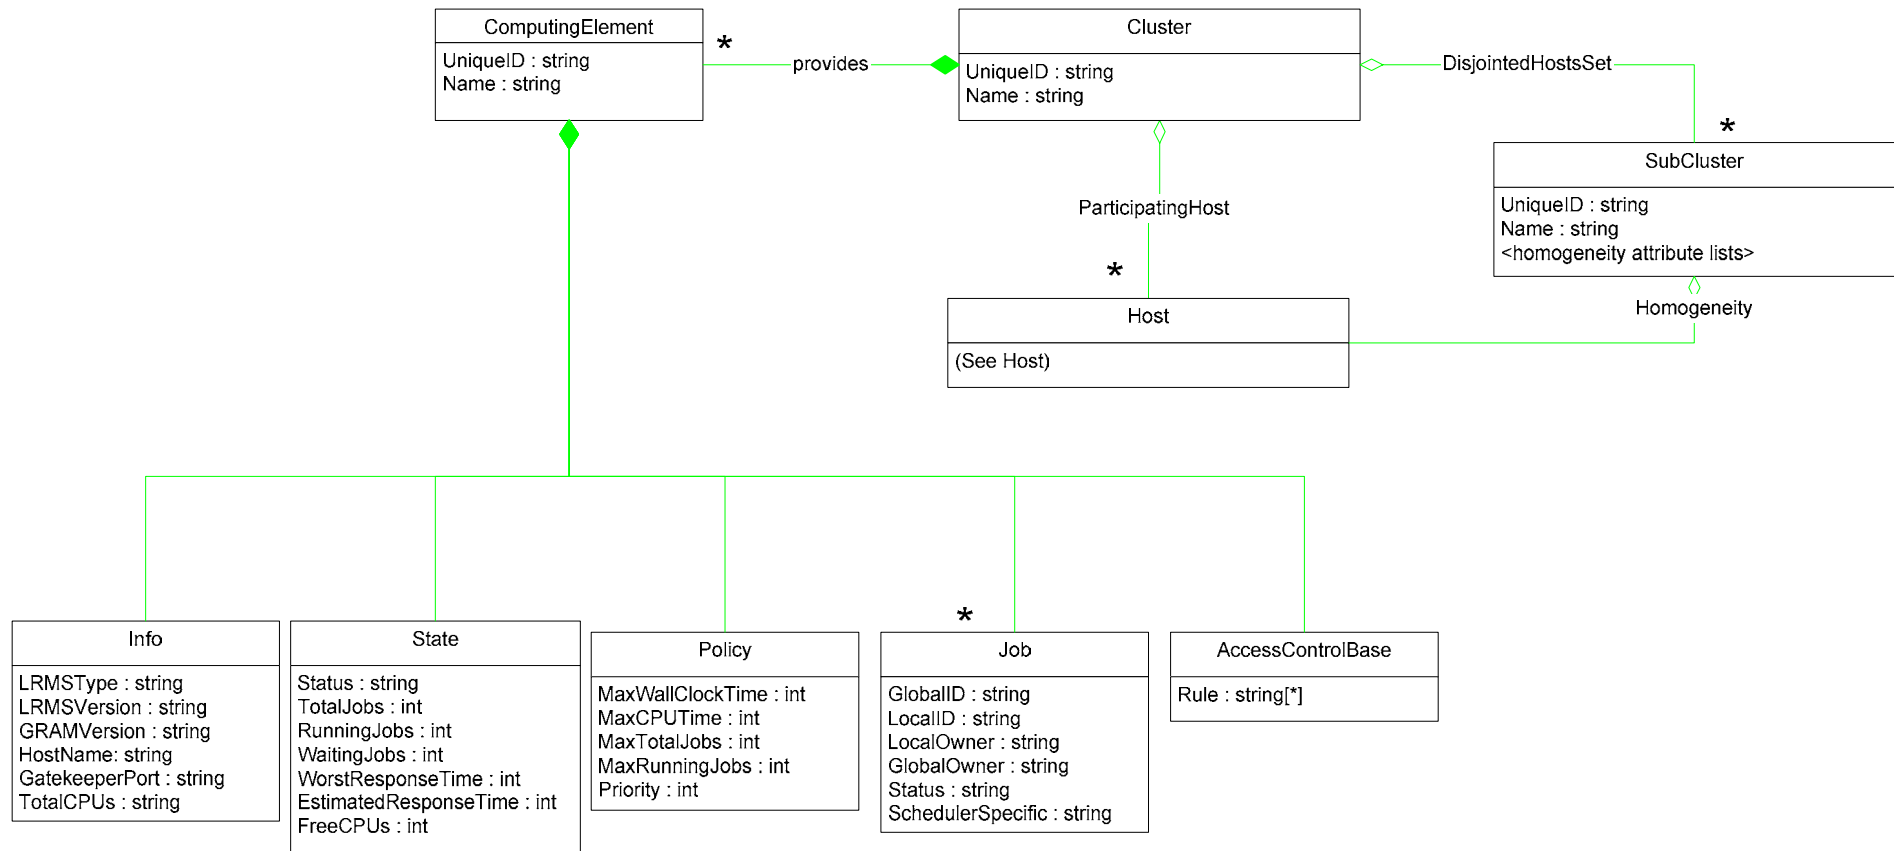 ComputingElement
UniqueID : string
Name : string
*
provides
Cluster
UniqueID : string
Name : string
DisjointedHostsSet
*
SubCluster
UniqueID : string
Name : string
<homogeneity attribute lists>
Homogeneity
ParticipatingHost
*
Host
(See Host)
Info
LRMSType : string
LRMSVersion : string
GRAMVersion : string
HostName: string
GatekeeperPort : string
TotalCPUs : string
State
Status : string
TotalJobs : int
RunningJobs : int
WaitingJobs : int
WorstResponseTime : int
EstimatedResponseTime : int
FreeCPUs : int
Policy
MaxWallClockTime : int
MaxCPUTime : int
MaxTotalJobs : int
MaxRunningJobs : int
Priority : int
*
Job
GlobalID : string
LocalID : string
LocalOwner : string
GlobalOwner : string
Status : string
SchedulerSpecific : string
AccessControlBase
Rule : string[*]